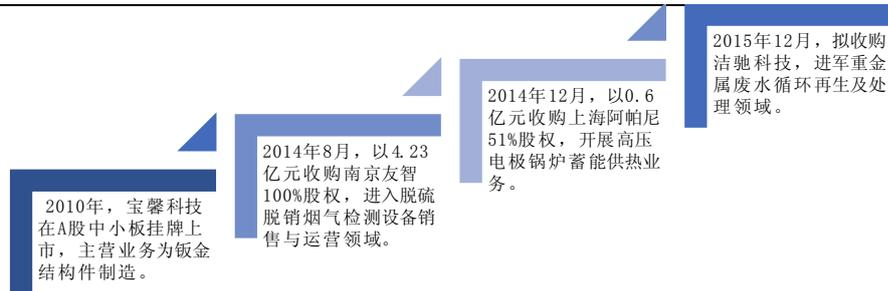 2010年，宝馨科技
在A股中小板挂牌上
市，主营业务为钣金
结构件制造。
2014年8月，以4.23
亿元收购南京友智
100%股权，进入脱硫
脱销烟气检测设备销
售与运营领域。
2014年12月，以0.6
亿元收购上海阿帕尼
51%股权，开展高压
电极锅炉蓄能供热业
务。
2015年12月，拟收购
洁驰科技，进军重金
属废水循环再生及处
理领域。